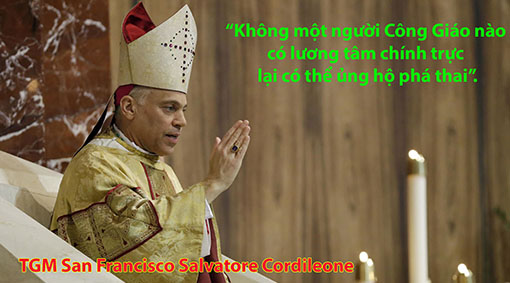 “Không một người Công Giáo nào
có lương tâm chính trực
lại có thể ủng hộ phá thai”.
TGM San Francisco Salvatore Cordileone